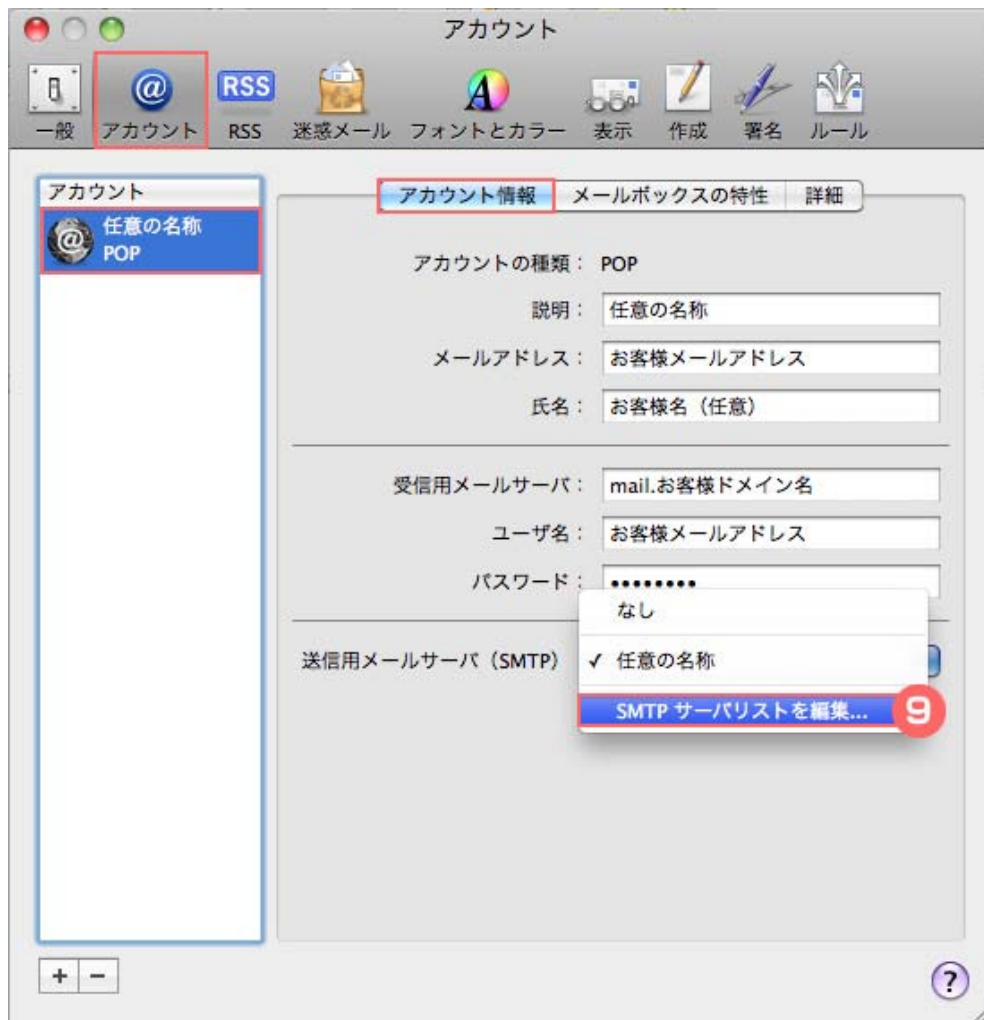 アカウント
一般 アカウント RSS 迷惑メール フォントとカラー 表示 作成 署名 ルール
RSS
アカウント
任意の名称
POP
アカウント情報 メールボックスの特性 詳細
アカウントの種類： POP
説明： 任意の名称
メールアドレス： お客様メールアドレス
氏名： お客様名（任意）
受信用メールサーバ： mail.お客様ドメイン名
ユーザ名： お客様メールアドレス
パスワード： ••••••••
なし
送信用メールサーバ（SMTP） ✓ 任意の名称
SMTP サーバリストを編集... 9
+ −
?